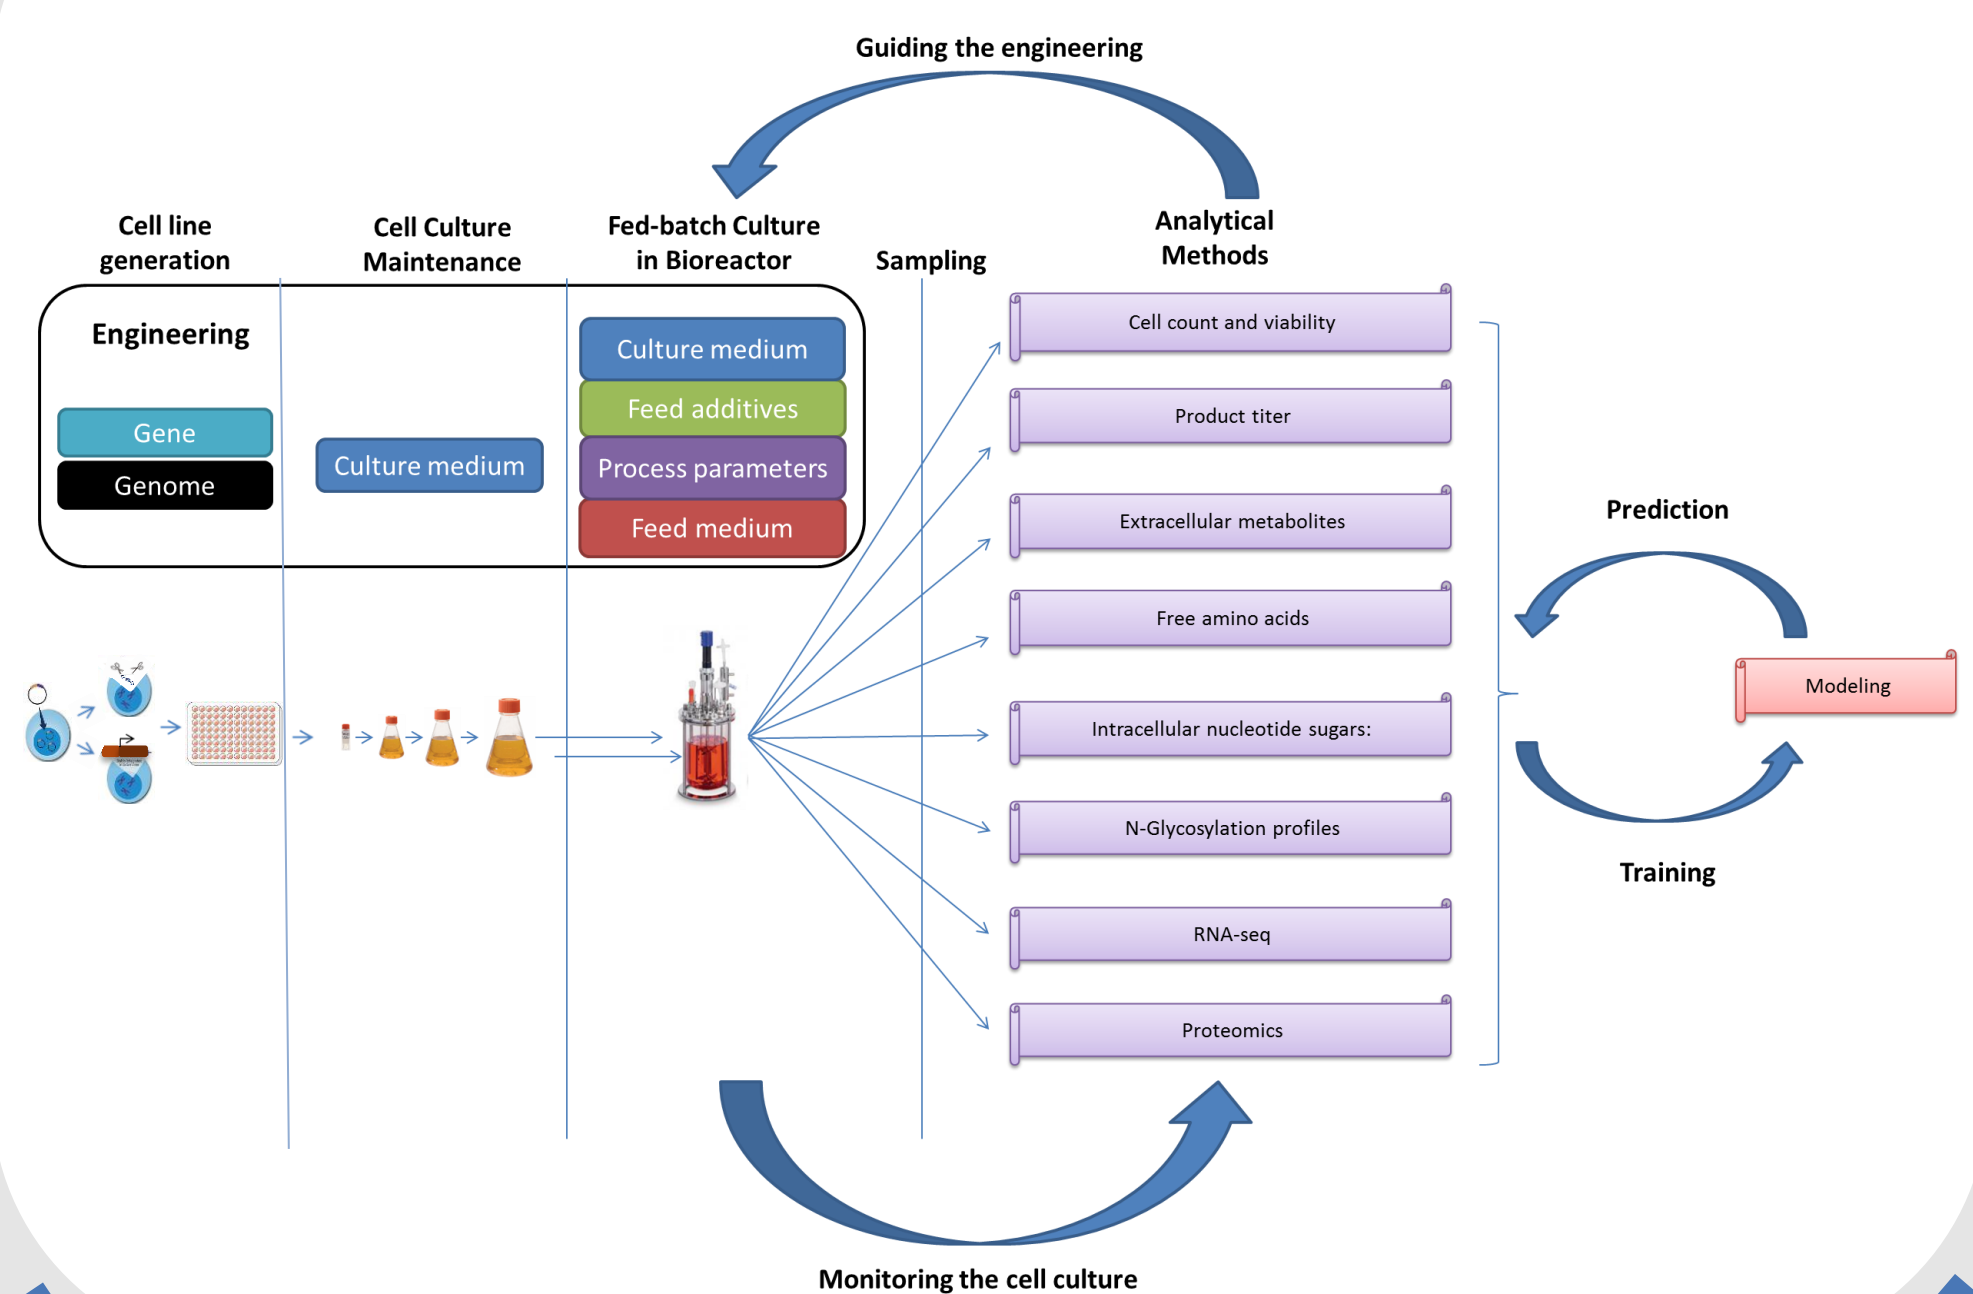 Guiding the engineering
Cell line
generation
Cell Culture
Maintenance
Fed-batch Culture
in Bioreactor
Sampling
Analytical
Methods
Engineering
Gene
Genome
Culture medium
Culture medium
Feed additives
Process parameters
Feed medium
Cell count and viability
Product titer
Extracellular metabolites
Free amino acids
Intracellular nucleotide sugars:
N-Glycosylation profiles
RNA-seq
Proteomics
Prediction
Modeling
Training
Monitoring the cell culture